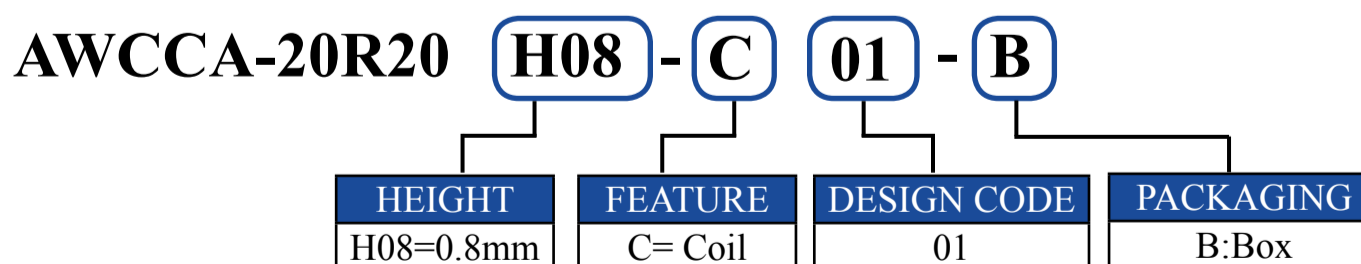 AWCCA-20R20 H08 - C 01 - B
HEIGHT FEATURE DESIGN CODE PACKAGING
H08=0.8mm C= Coil 01 B:Box